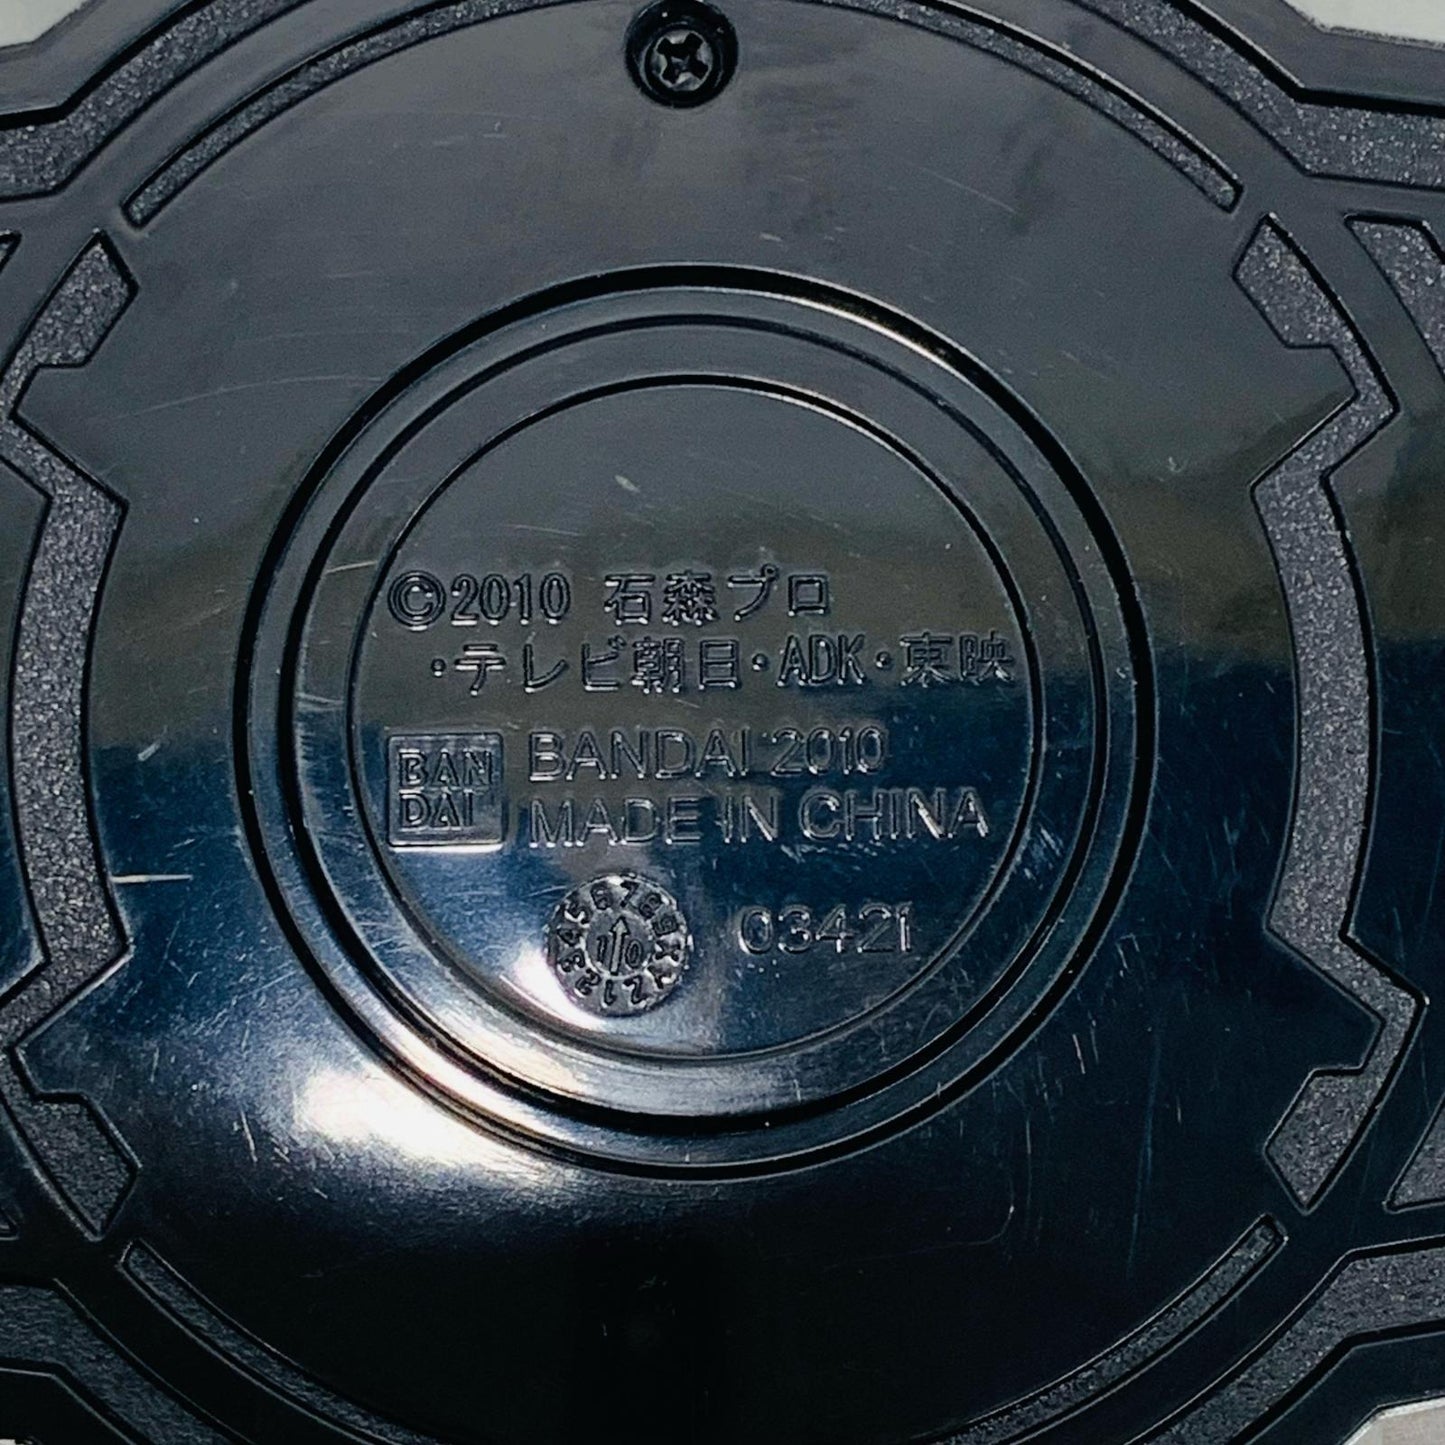 ©2010 石森プロ
・テレビ朝日・ADK・東映
BAN
DAI
BANDAI 2010
MADE IN CHINA
03421